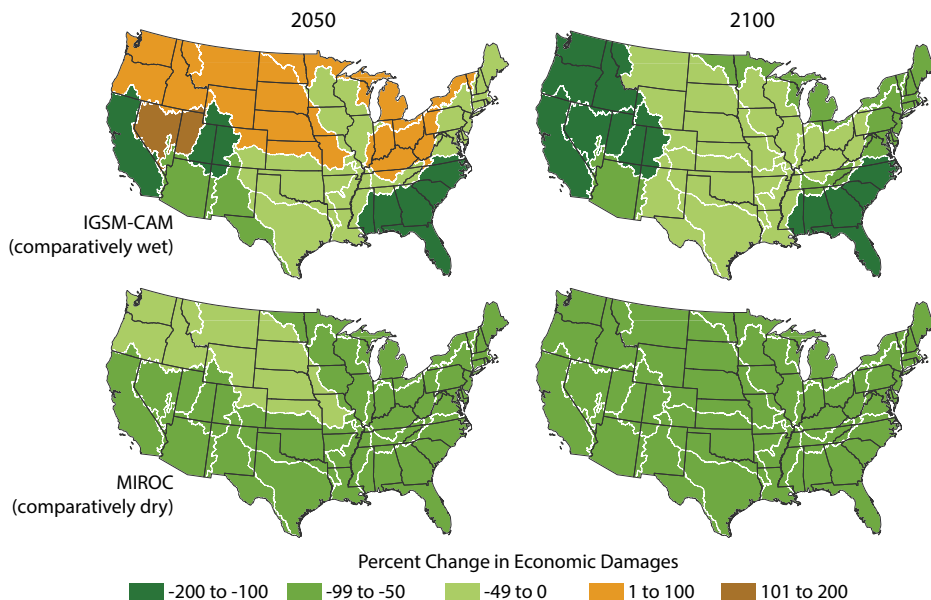 2050
2100
IGSM-CAM
(comparatively wet)
MIROC
(comparatively dry)
Percent Change in Economic Damages
-200 to -100
-99 to -50
-49 to 0
1 to 100
101 to 200